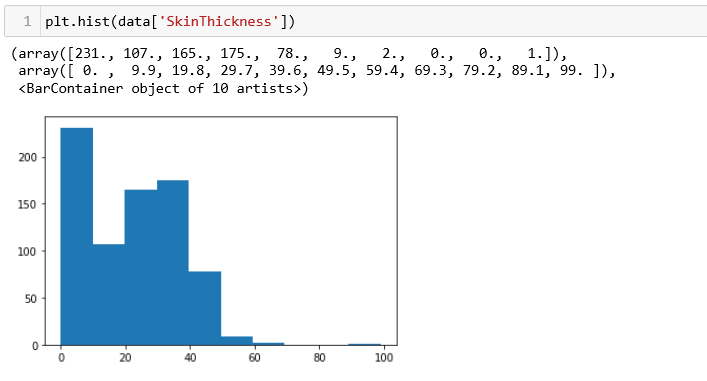 1 plt.hist(data['SkinThickness'])
(array([231., 107., 165., 175., 78., 9., 2., 0., 0., 1.]),
array([ 0. , 9.9, 19.8, 29.7, 39.6, 49.5, 59.4, 69.3, 79.2, 89.1, 99. ]),
<BarContainer object of 10 artists>)
200
150
100
50
0
0 20 40 60 80 100